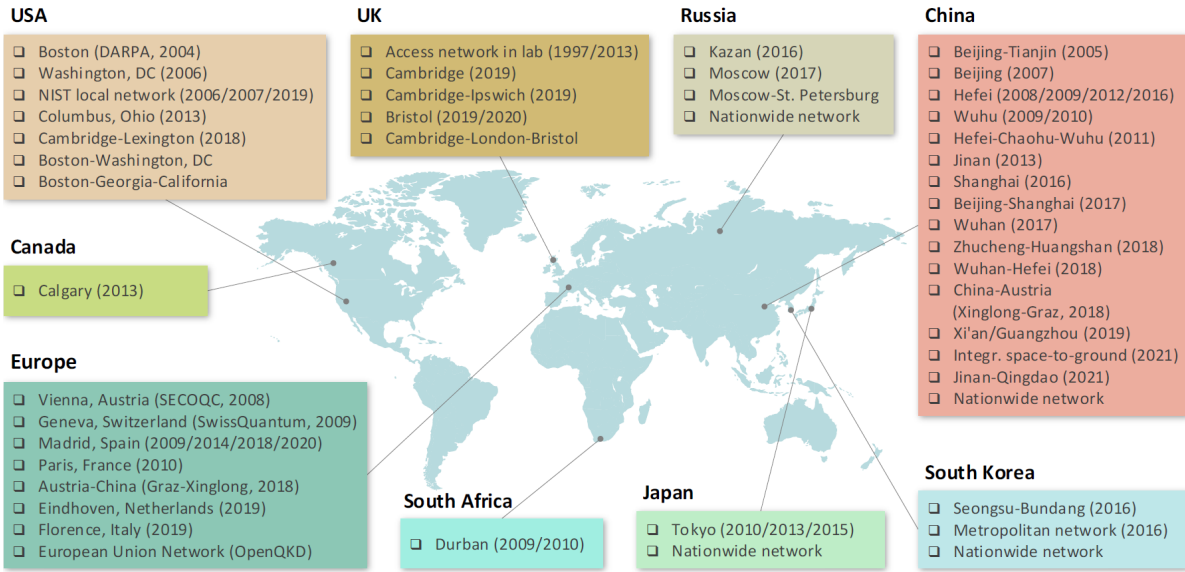 USA
❑ Boston (DARPA, 2004)
❑ Washington, DC (2006)
❑ NIST local network (2006/2007/2019)
❑ Columbus, Ohio (2013)
❑ Cambridge-Lexington (2018)
❑ Boston-Washington, DC
❑ Boston-Georgia-California
UK
❑ Access network in lab (1997/2013)
❑ Cambridge (2019)
❑ Cambridge-Ipswich (2019)
❑ Bristol (2019/2020)
❑ Cambridge-London-Bristol
Russia
❑ Kazan (2016)
❑ Moscow (2017)
❑ Moscow-St. Petersburg
❑ Nationwide network
China
❑ Beijing-Tianjin (2005)
❑ Beijing (2007)
❑ Hefei (2008/2009/2012/2016)
❑ Wuhu (2009/2010)
❑ Hefei-Chaohu-Wuhu (2011)
❑ Jinan (2013)
❑ Shanghai (2016)
❑ Beijing-Shanghai (2017)
❑ Wuhan (2017)
❑ Zhucheng-Huangshan (2018)
❑ Wuhan-Hefei (2018)
❑ China-Austria
(Xinglong-Graz, 2018)
❑ Xi'an/Guangzhou (2019)
❑ Integr. space-to-ground (2021)
❑ Jinan-Qingdao (2021)
❑ Nationwide network
Canada
❑ Calgary (2013)
Europe
❑ Vienna, Austria (SECOQC, 2008)
❑ Geneva, Switzerland (SwissQuantum, 2009)
❑ Madrid, Spain (2009/2014/2018/2020)
❑ Paris, France (2010)
❑ Austria-China (Graz-Xinglong, 2018)
❑ Eindhoven, Netherlands (2019)
❑ Florence, Italy (2019)
❑ European Union Network (OpenQKD)
South Africa
❑ Durban (2009/2010)
Japan
❑ Tokyo (2010/2013/2015)
❑ Nationwide network
South Korea
❑ Seongsu-Bundang (2016)
❑ Metropolitan network (2016)
❑ Nationwide network